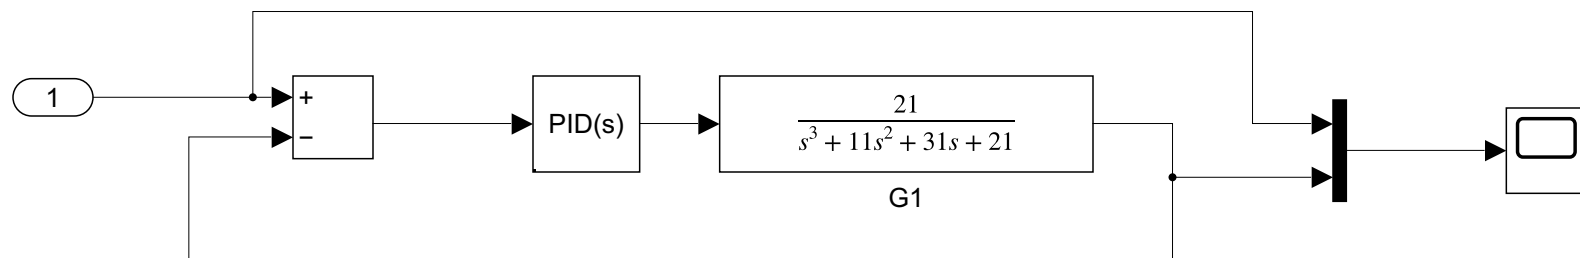 1
+
−
PID(s)
21
s³ + 11s² + 31s + 21
G1